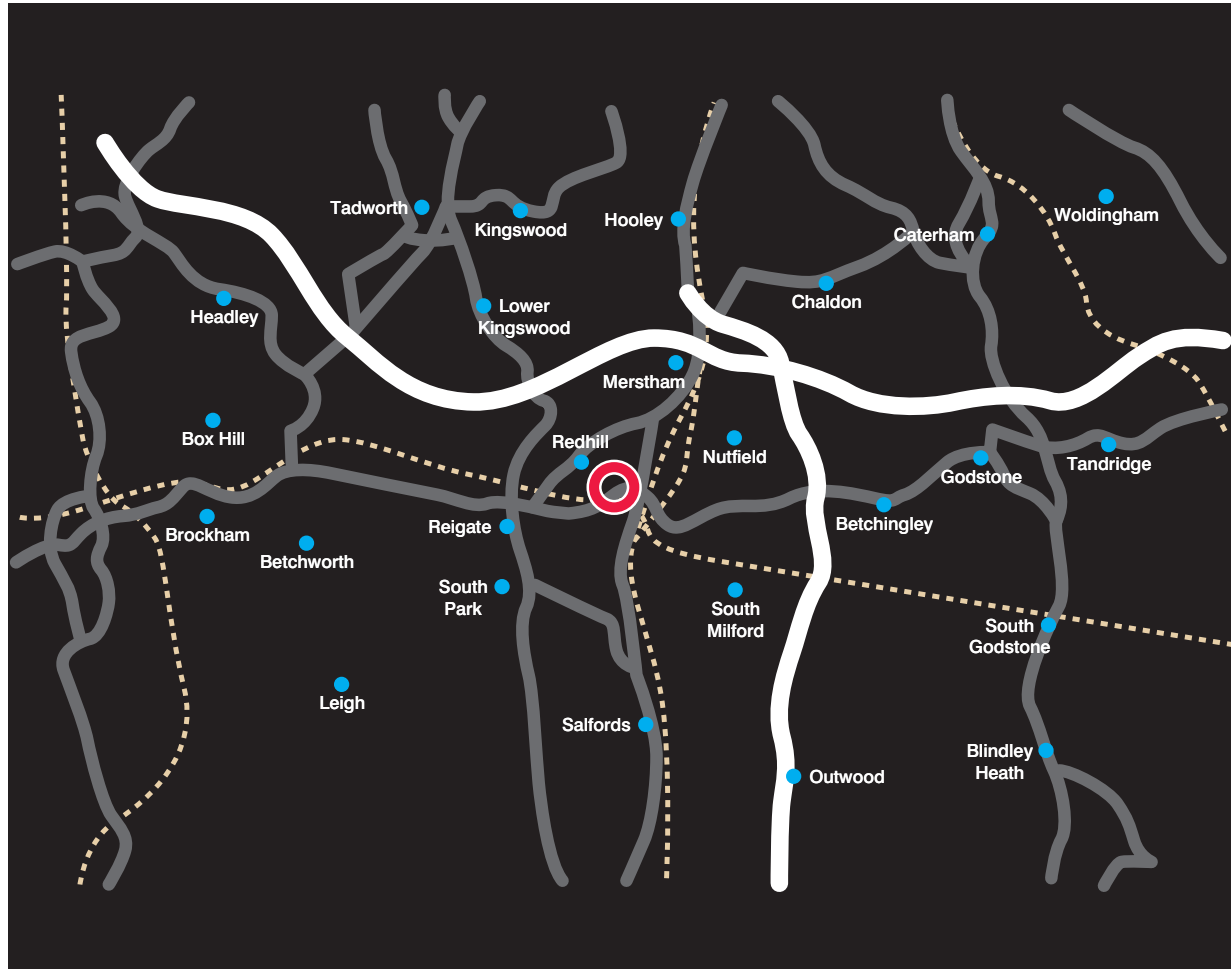 Woldingham
Tadworth
Kingswood
Hooley
Caterham
Chaldon
Headley
Lower
Kingswood
Merstham
Box Hill
Redhill
Nutfield
Godstone
Tandridge
Brockham
Reigate
Betchingley
Betchworth
South
Park
South
Milford
South
Godstone
Leigh
Salfords
Blindley
Heath
Outwood